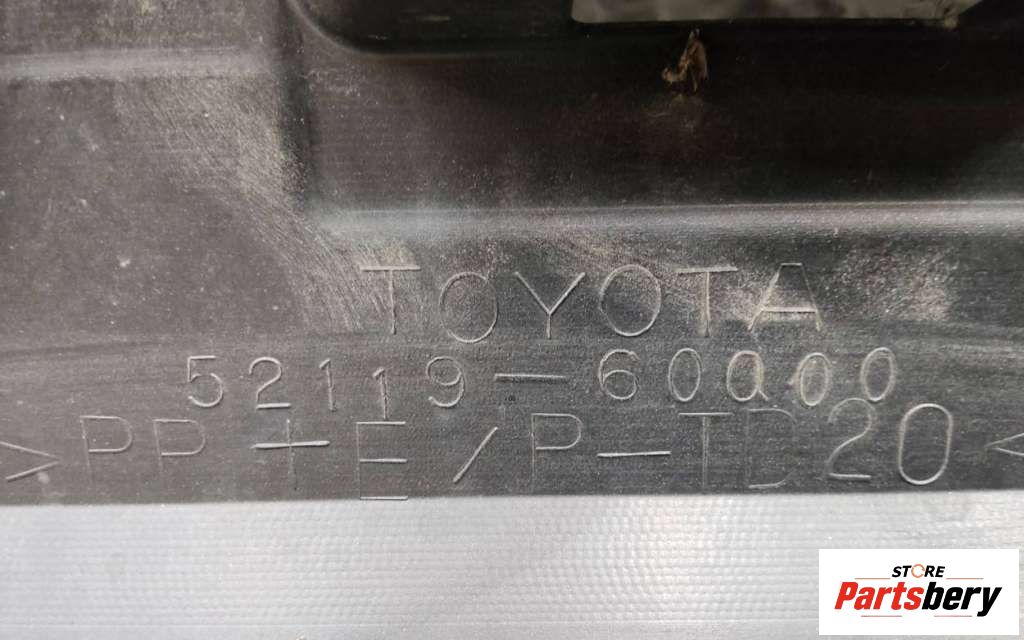 TOYOTA
52119-60Q00
>PP+E/P-TD20<
STORE
Partsbery